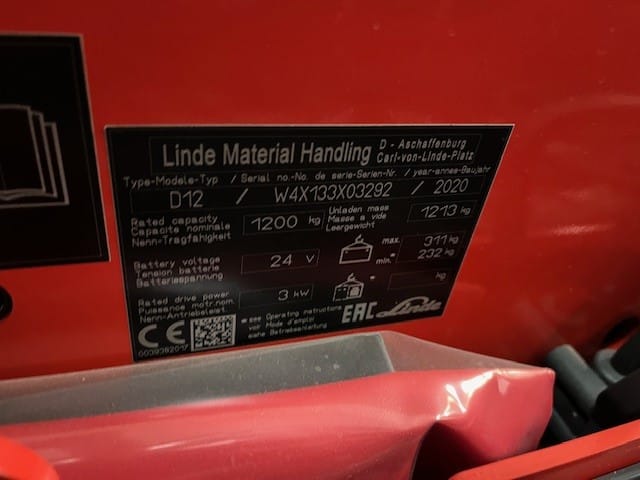 Linde Material Handling D - Aschaffenburg
Carl-von-Linde-Platz
Type-Modele-Typ / Serial no.-No. de serie-Serien-Nr. / year-annee-Baujahr
D12 / W4X133X03292 / 2020
Rated capacity
Capacite nominale
Nenn-Tragfähigkeit
1200 kg
Unladen mass
Masse a vide
Leergewicht
1213 kg
Battery voltage
Tension batterie
Batteriespannung
24 V
max. 311 kg
min. 232 kg
Rated drive power
Puissance motr.nom.
Nenn-Antriebsleist.
3 kW
kg
CE
* see Operating instructions
voir Mode d'emploi
siehe Betriebsanleitung
EAC Linde